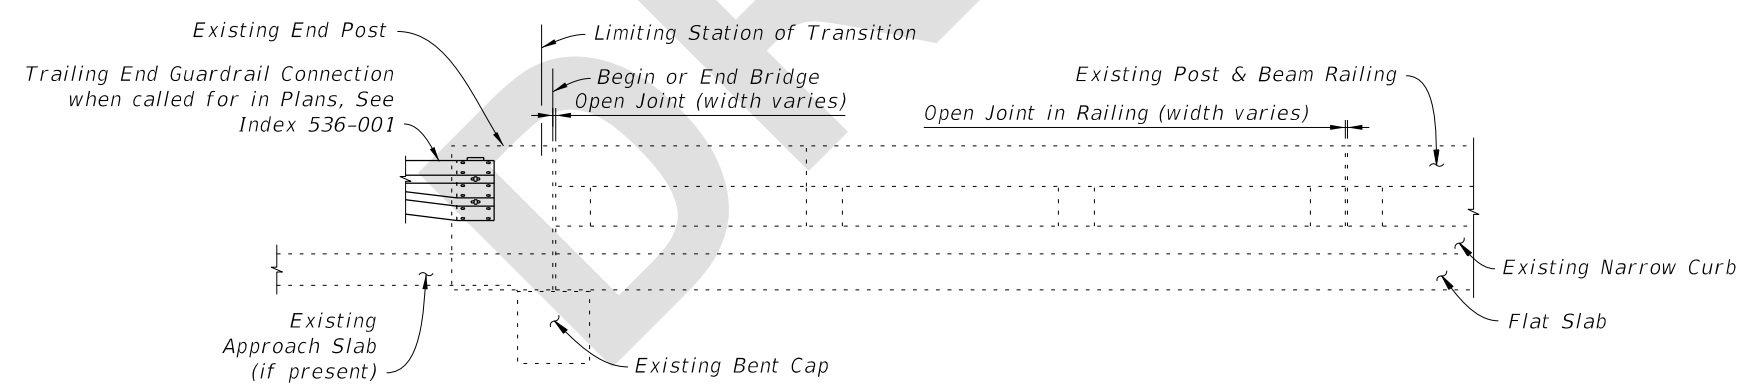 Existing End Post
Limiting Station of Transition
Trailing End Guardrail Connection
when called for in Plans, See
Index 536-001
Begin or End Bridge
Open Joint (width varies)
Existing Post & Beam Railing
Open Joint in Railing (width varies)
Existing Narrow Curb
Flat Slab
Existing
Approach Slab
(if present)
Existing Bent Cap